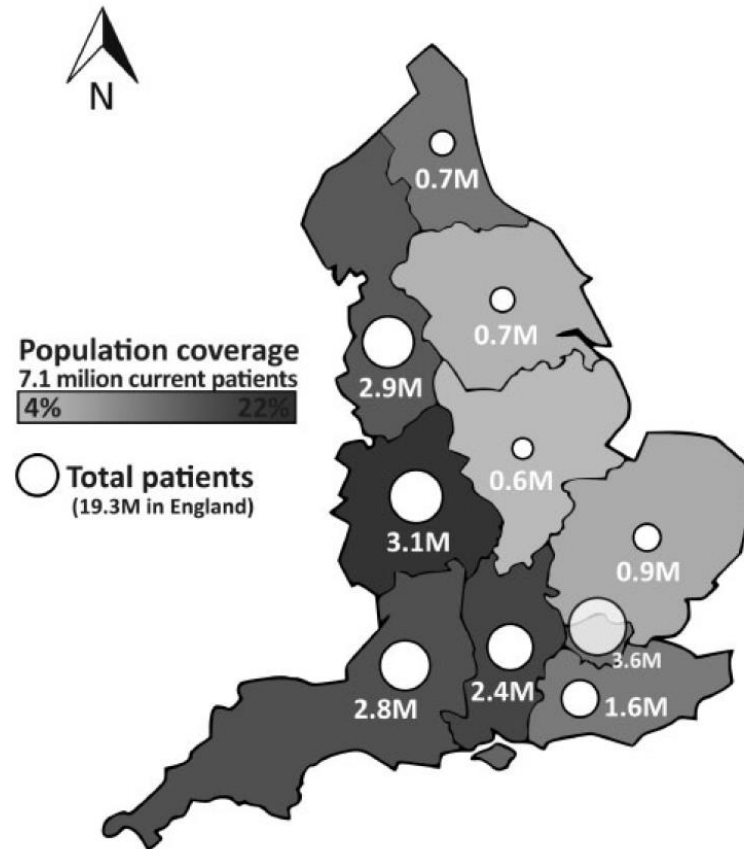 N
0.7M
0.7M
Population coverage
7.1 milion current patients
4% 22%
2.9M
Total patients
(19.3M in England)
0.6M
3.1M
0.9M
3.6M
2.8M
2.4M
1.6M